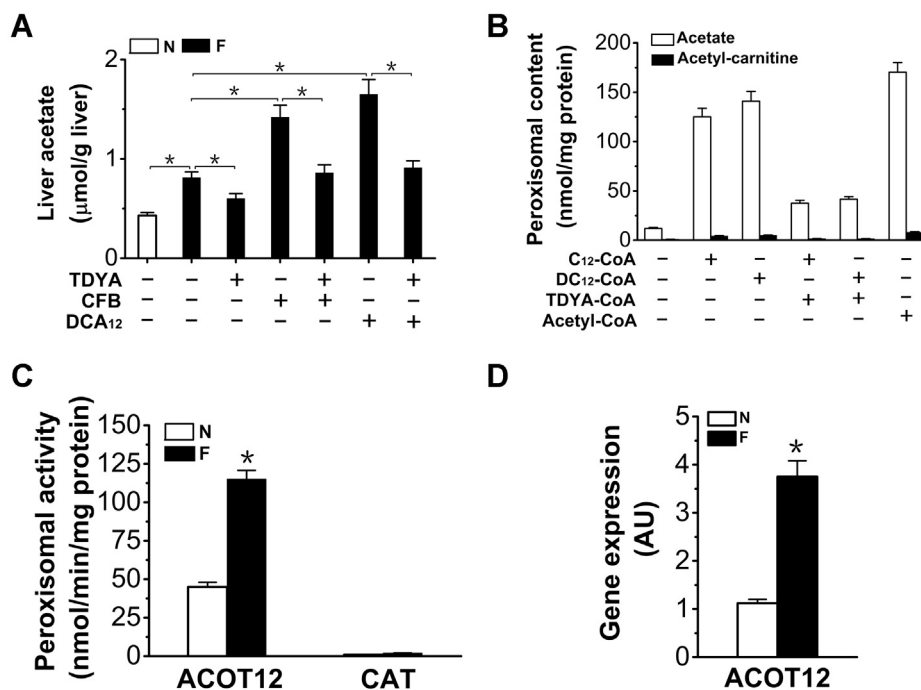 A
N F
Liver acetate
(μmol/g liver)
2
1
0
* * * * * *
TDYA – – + – + – +
CFB – – – + + – –
DCA12 – – – – – + +
B
Acetate
Acetyl-carnitine
Peroxisomal content
(nmol/mg protein)
200
150
100
50
0
C12-CoA – + – + – –
DC12-CoA – – + – + –
TDYA-CoA – – – + + –
Acetyl-CoA – – – – – +
C
N
F
Peroxisomal activity
(nmol/min/mg protein)
150
125
100
75
50
25
0
*
ACOT12 CAT
D
N
F
Gene expression
(AU)
5
4
3
2
1
0
*
ACOT12